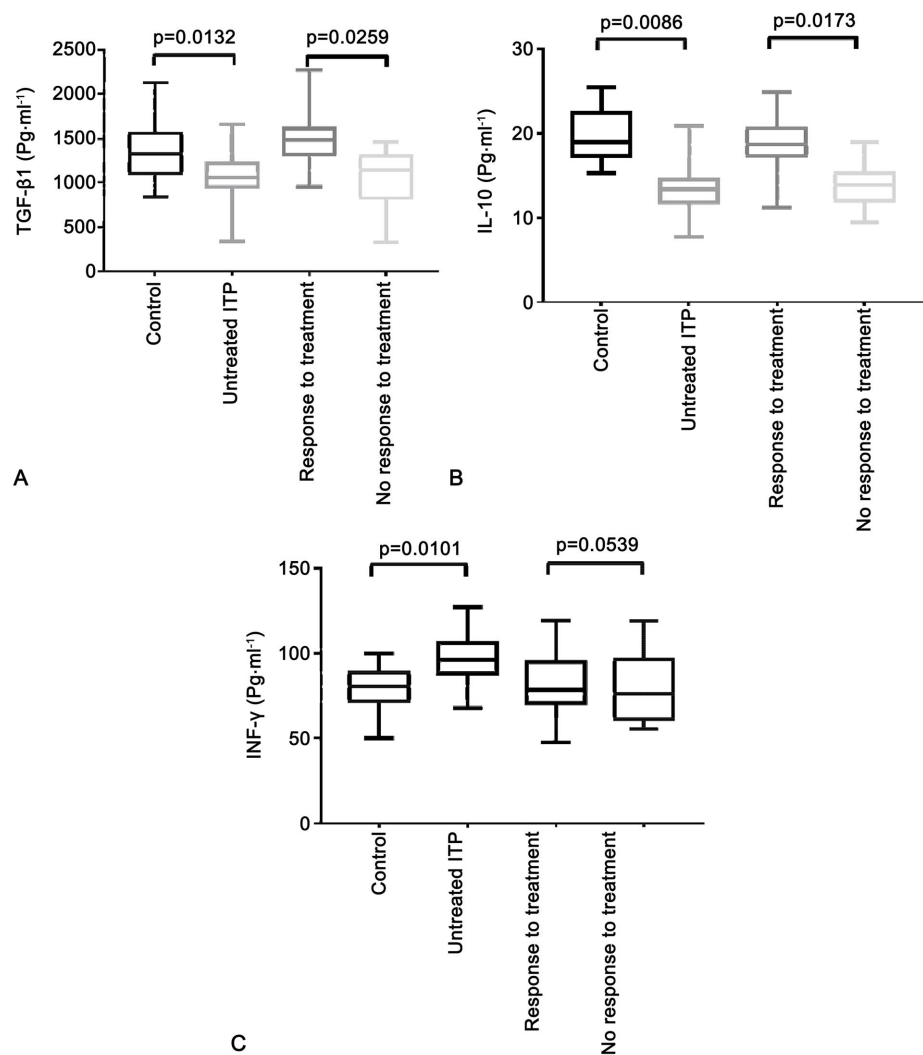 p=0.0132
p=0.0259
2500
2000
1500
1000
500
0
TGF-β1 (Pg·ml⁻¹)
Control
Untreated ITP
Response to treatment
No response to treatment
A
p=0.0086
p=0.0173
30
20
10
0
IL-10 (Pg·ml⁻¹)
Control
Untreated ITP
Response to treatment
No response to treatment
B
p=0.0101
p=0.0539
150
100
50
0
INF-γ (Pg·ml⁻¹)
Control
Untreated ITP
Response to treatment
No response to treatment
C